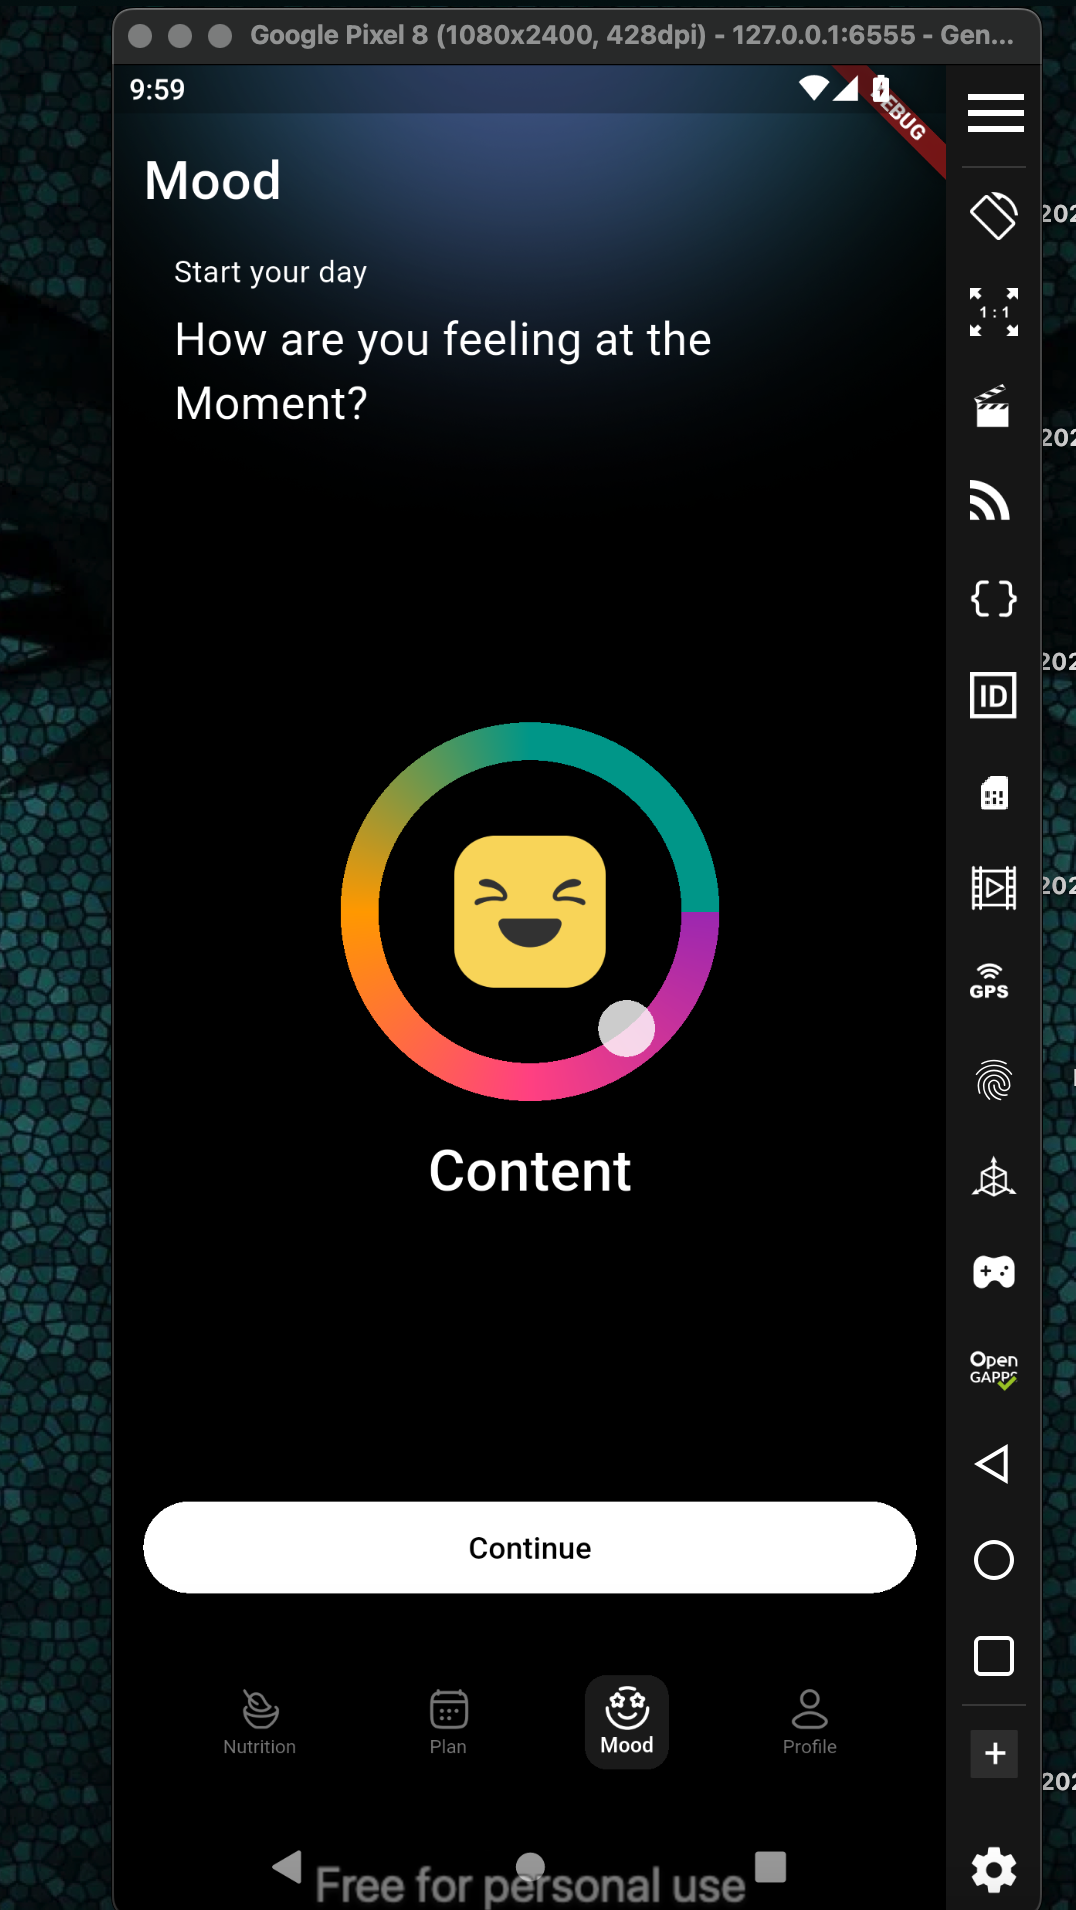 Google Pixel 8 (1080x2400, 428dpi) - 127.0.0.1:6555 - Gen...
9:59
Mood
Start your day
How are you feeling at the
Moment?
Content
Continue
Nutrition
Plan
Mood
Profile
Free for personal use
1 : 1
ID
GPS
Open
GAPPS
202
202
202
202
202